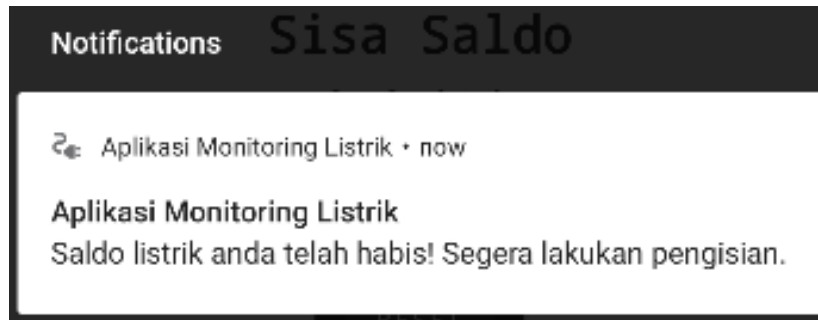 Sisa Saldo
Notifications
Aplikasi Monitoring Listrik • now
Aplikasi Monitoring Listrik
Saldo listrik anda telah habis! Segera lakukan pengisian.